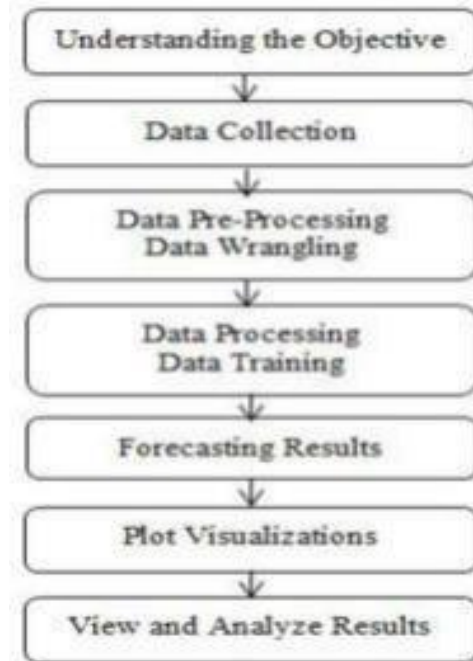 Understanding the Objective
Data Collection
Data Pre-Processing
Data Wrangling
Data Processing
Data Training
Forecasting Results
Plot Visualizations
View and Analyze Results